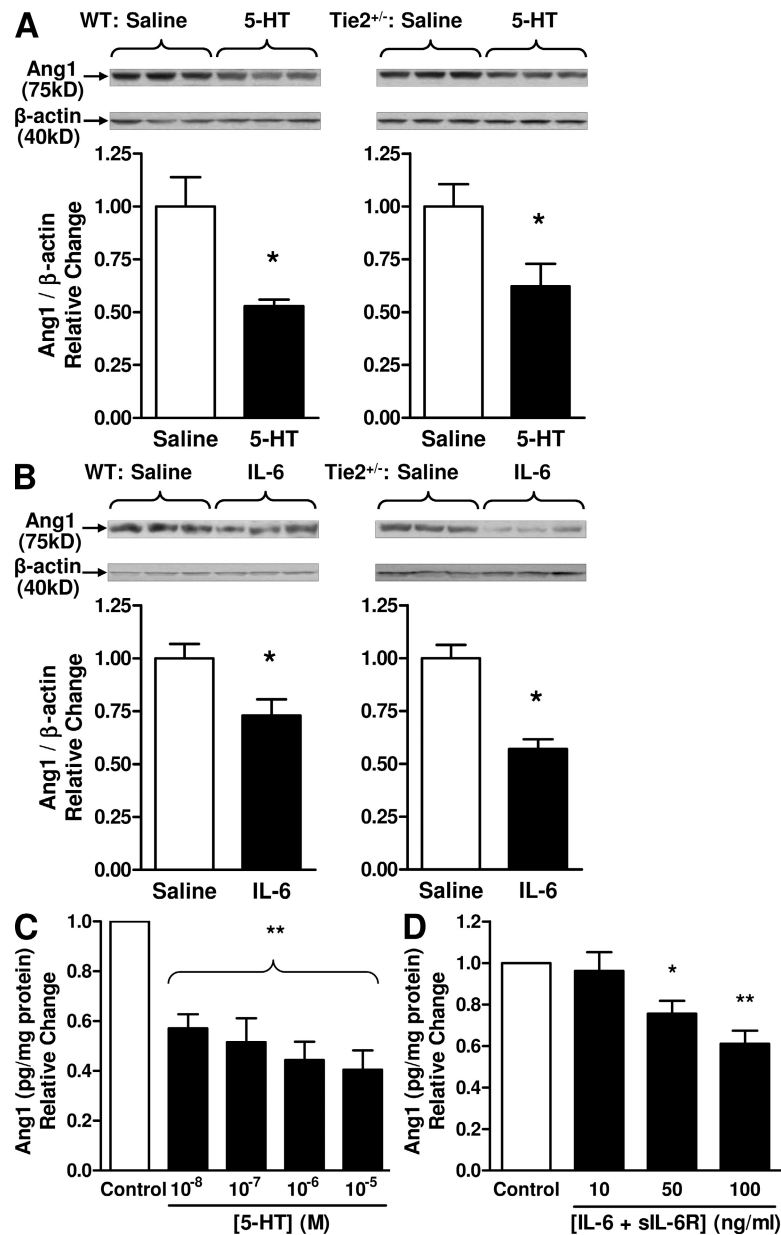 A
WT: Saline 5-HT Tie2+/-: Saline 5-HT
Ang1
(75kD)
β-actin
(40kD)
Ang1 / β-actin
Relative Change
1.25 1.25
1.00 1.00
* *
0.75 0.75
0.50 0.50
0.25 0.25
0.00 0.00
Saline 5-HT Saline 5-HT
B
WT: Saline IL-6 Tie2+/-: Saline IL-6
Ang1
(75kD)
β-actin
(40kD)
Ang1 / β-actin
Relative Change
1.25 1.25
1.00 1.00
* *
0.75 0.75
0.50 0.50
0.25 0.25
0.00 0.00
Saline IL-6 Saline IL-6
C
Ang1 (pg/mg protein)
Relative Change
1.0
**
0.8
0.6
0.4
0.2
0.0
Control 10-8 10-7 10-6 10-5
[5-HT] (M)
D
Ang1 (pg/mg protein)
Relative Change
1.2
1.0
* **
0.8
0.6
0.4
0.2
0.0
Control 10 50 100
[IL-6 + sIL-6R] (ng/ml)